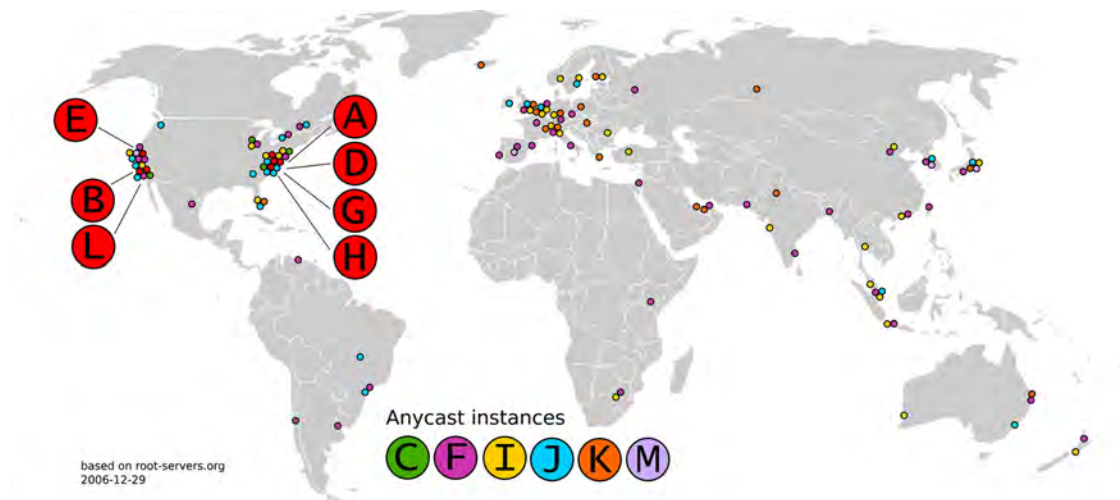 E
A
D
B
G
L
H
Anycast instances
C F I J K M
based on root-servers.org
2006-12-29